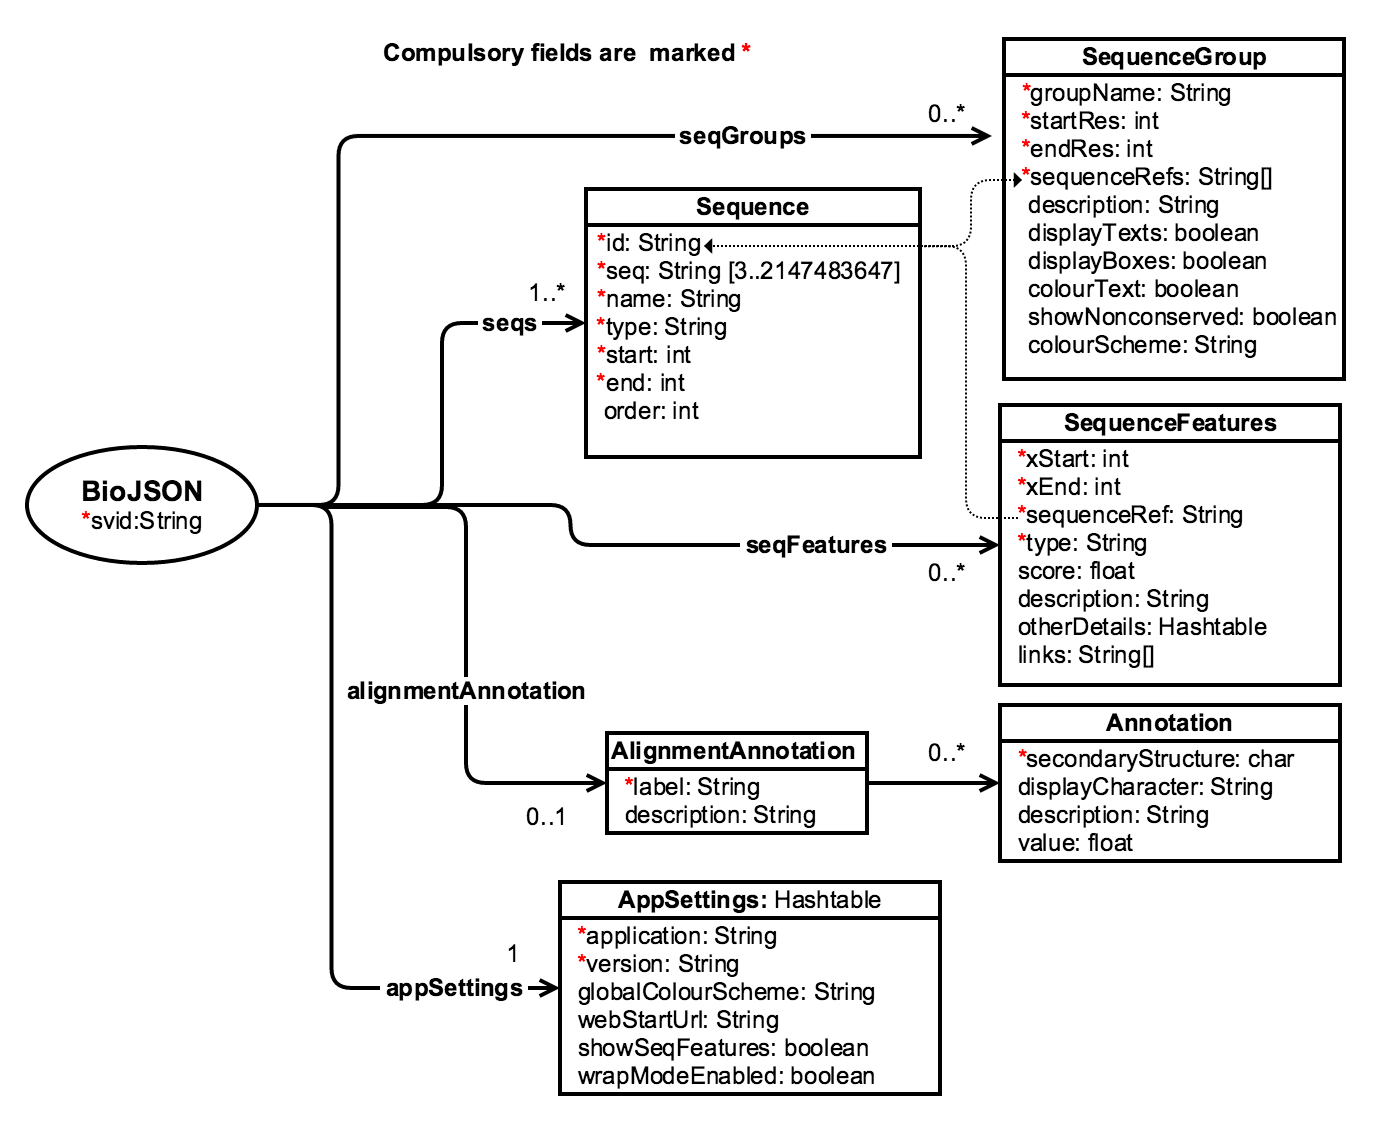 Compulsory fields are marked *
SequenceGroup
*groupName: String
*startRes: int
*endRes: int
*sequenceRefs: String[]
description: String
displayTexts: boolean
displayBoxes: boolean
colourText: boolean
showNonconserved: boolean
colourScheme: String
0..*
seqGroups
Sequence
*id: String
*seq: String [3..2147483647]
*name: String
*type: String
*start: int
*end: int
order: int
1..*
seqs
BioJSON
*svid:String
SequenceFeatures
*xStart: int
*xEnd: int
*sequenceRef: String
*type: String
score: float
description: String
otherDetails: Hashtable
links: String[]
seqFeatures
0..*
alignmentAnnotation
0..1
AlignmentAnnotation
*label: String
description: String
0..*
Annotation
*secondaryStructure: char
displayCharacter: String
description: String
value: float
1
appSettings
AppSettings: Hashtable
*application: String
*version: String
globalColourScheme: String
webStartUrl: String
showSeqFeatures: boolean
wrapModeEnabled: boolean